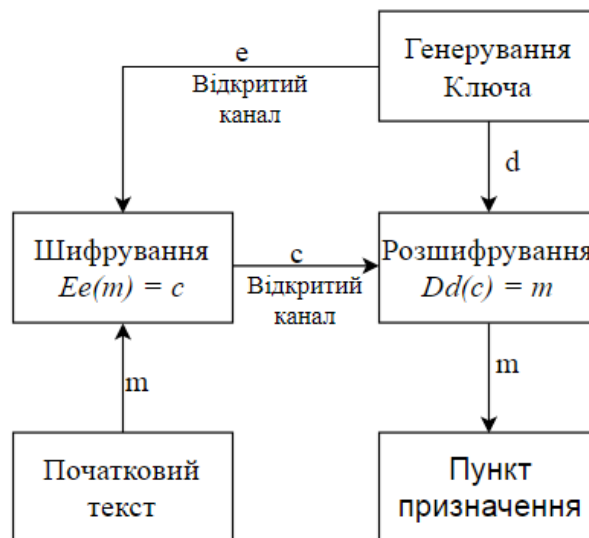 e
Відкритий
канал
Генерування
Ключа
d
Шифрування
Ee(m) = c
c
Відкритий
канал
Розшифрування
Dd(c) = m
m
m
Початковий
текст
Пункт
призначення